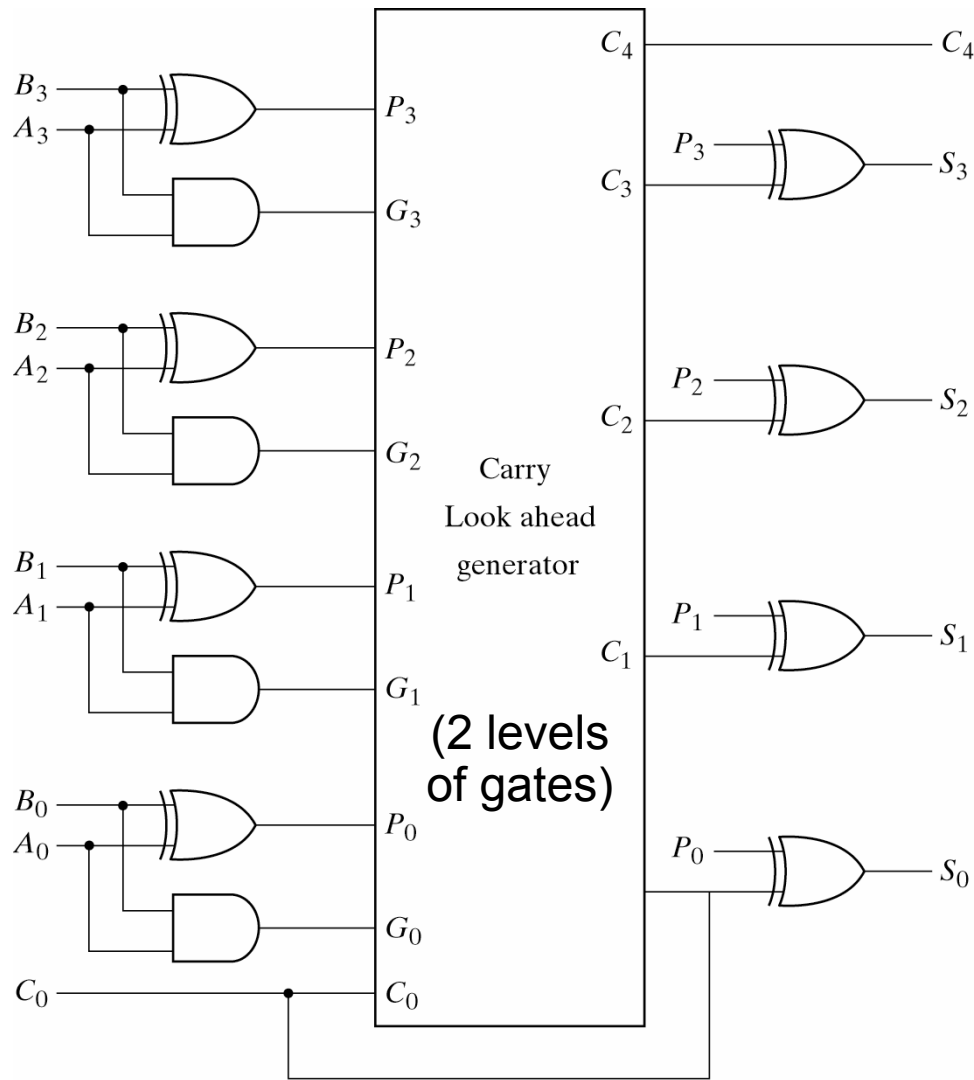 C4
C4
B3
A3
P3
G3
P3
C3
S3
B2
A2
P2
G2
P2
C2
S2
Carry
Look ahead
generator
B1
A1
P1
G1
P1
C1
S1
(2 levels
of gates)
B0
A0
P0
G0
P0
S0
C0
C0